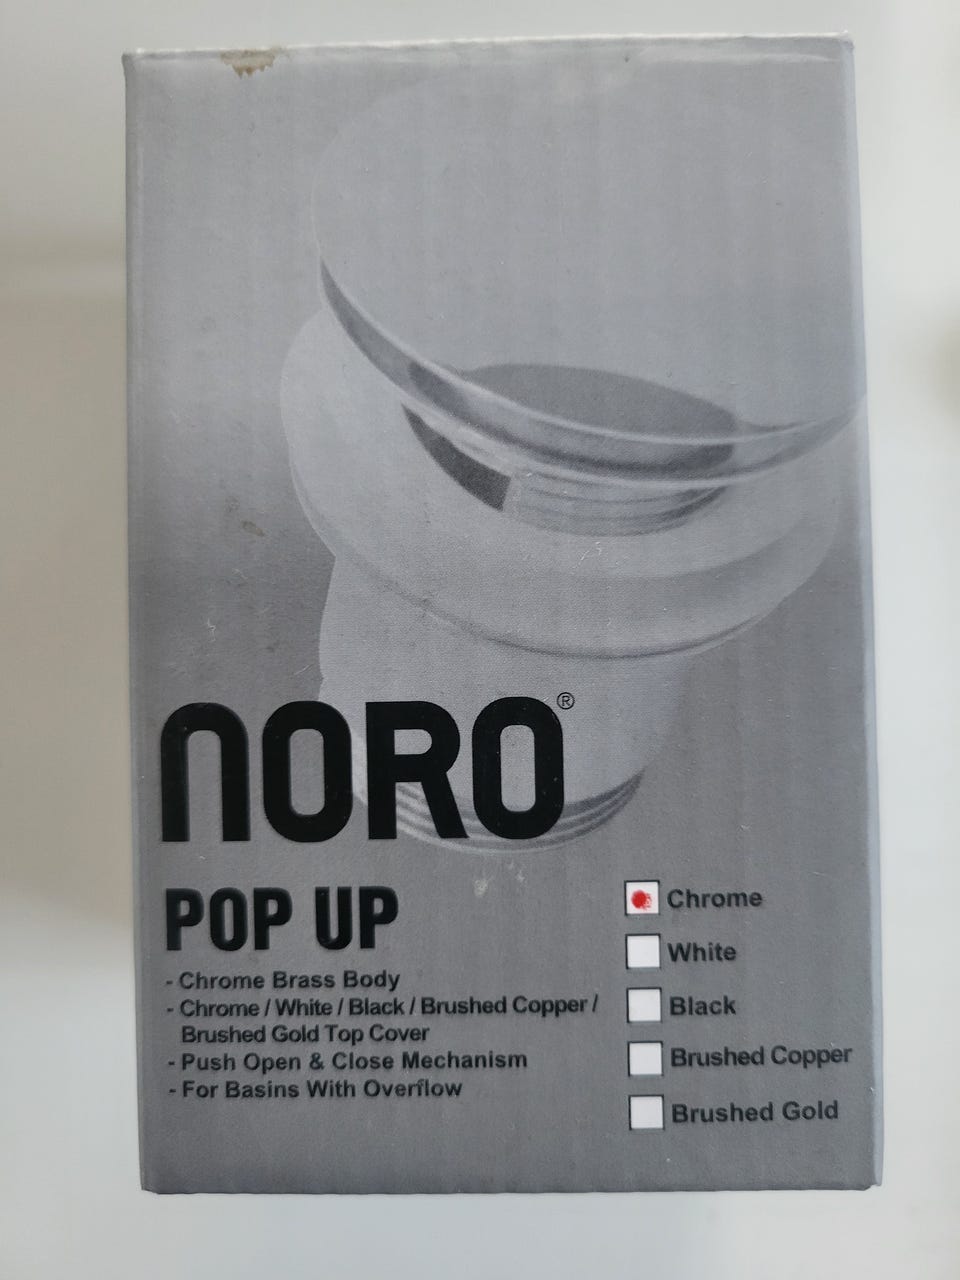 NORO®
POP UP
- Chrome Brass Body
- Chrome / White / Black / Brushed Copper /
Brushed Gold Top Cover
- Push Open & Close Mechanism
- For Basins With Overflow
Chrome
White
Black
Brushed Copper
Brushed Gold